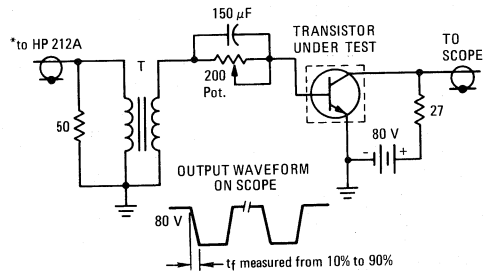 150 µF
*to HP 212A
T
200
Pot.
50
TRANSISTOR
UNDER TEST
TO
SCOPE
27
80 V
- +
OUTPUT WAVEFORM
ON SCOPE
80 V
tf measured from 10% to 90%